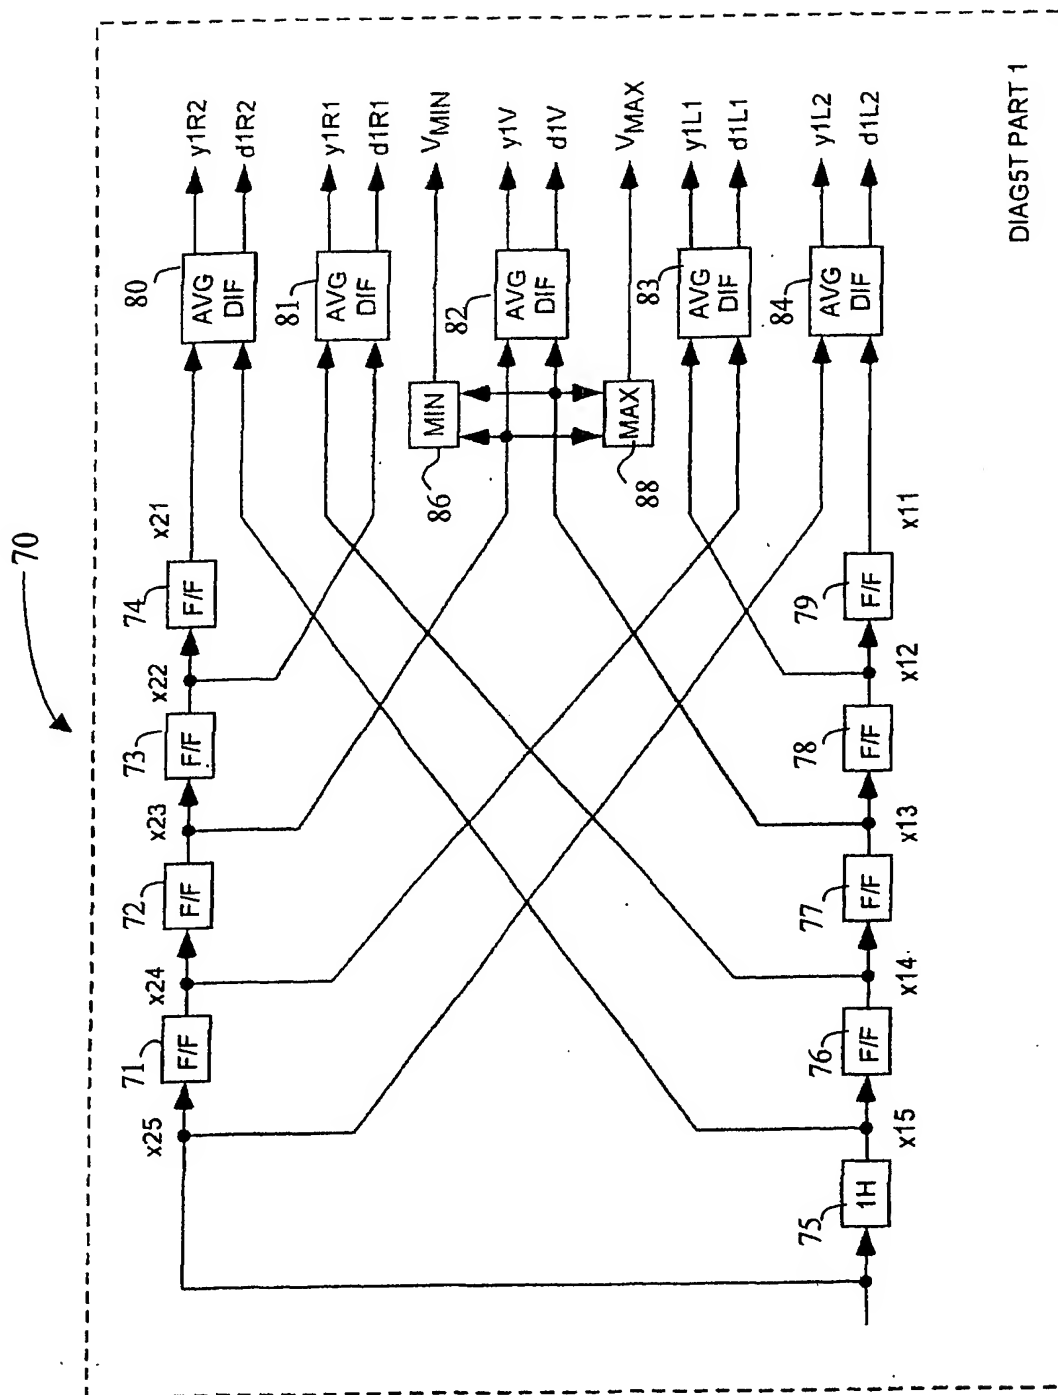 70
x25
71
F/F
x24
72
F/F
x23
73
F/F
x22
74
F/F
x21
80
AVG
DIF
y1R2
d1R2
81
AVG
DIF
y1R1
d1R1
86
MIN
VMIN
82
AVG
DIF
y1V
d1V
88
MAX
VMAX
83
AVG
DIF
y1L1
d1L1
84
AVG
DIF
y1L2
d1L2
75
1H
x15
76
F/F
x14
77
F/F
x13
78
F/F
x12
79
F/F
x11
DIAG5T PART 1